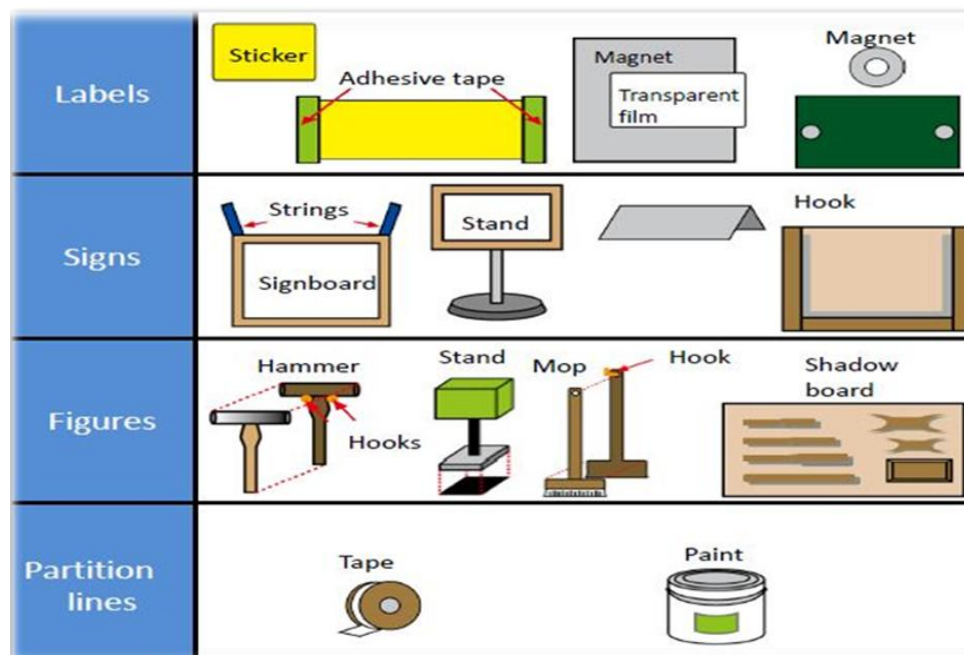 Labels
Sticker
Adhesive tape
Magnet
Transparent
film
Magnet
Signs
Strings
Signboard
Stand
Hook
Figures
Hammer
Hooks
Stand
Mop
Hook
Shadow
board
Partition
lines
Tape
Paint